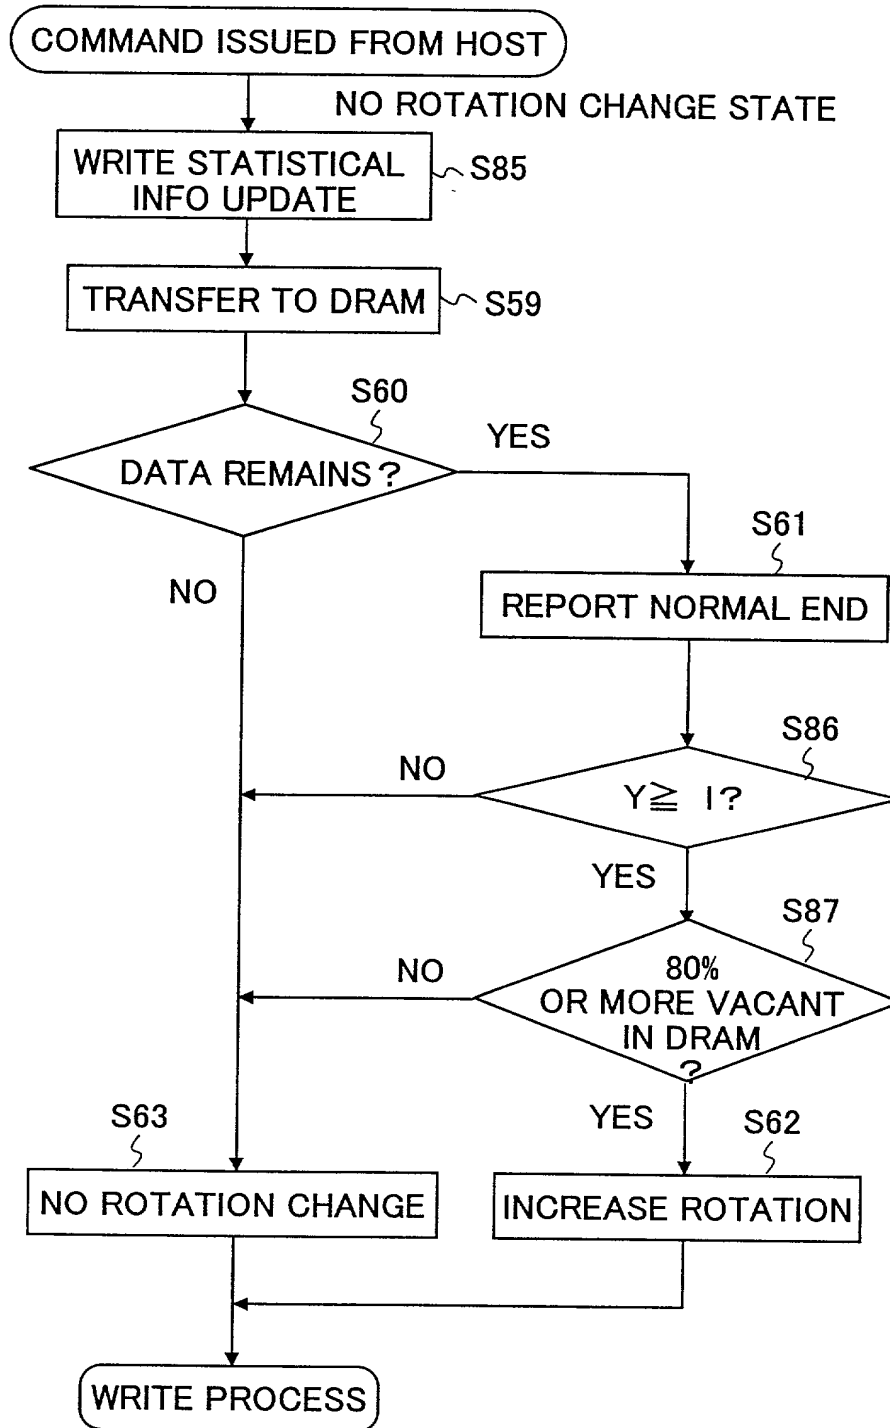 COMMAND ISSUED FROM HOST
NO ROTATION CHANGE STATE
WRITE STATISTICAL
INFO UPDATE
S85
TRANSFER TO DRAM
S59
S60
DATA REMAINS?
YES
NO
S61
REPORT NORMAL END
S86
NO
Y≧ I?
YES
S87
NO
80%
OR MORE VACANT
IN DRAM
?
YES
S63
S62
NO ROTATION CHANGE
INCREASE ROTATION
WRITE PROCESS